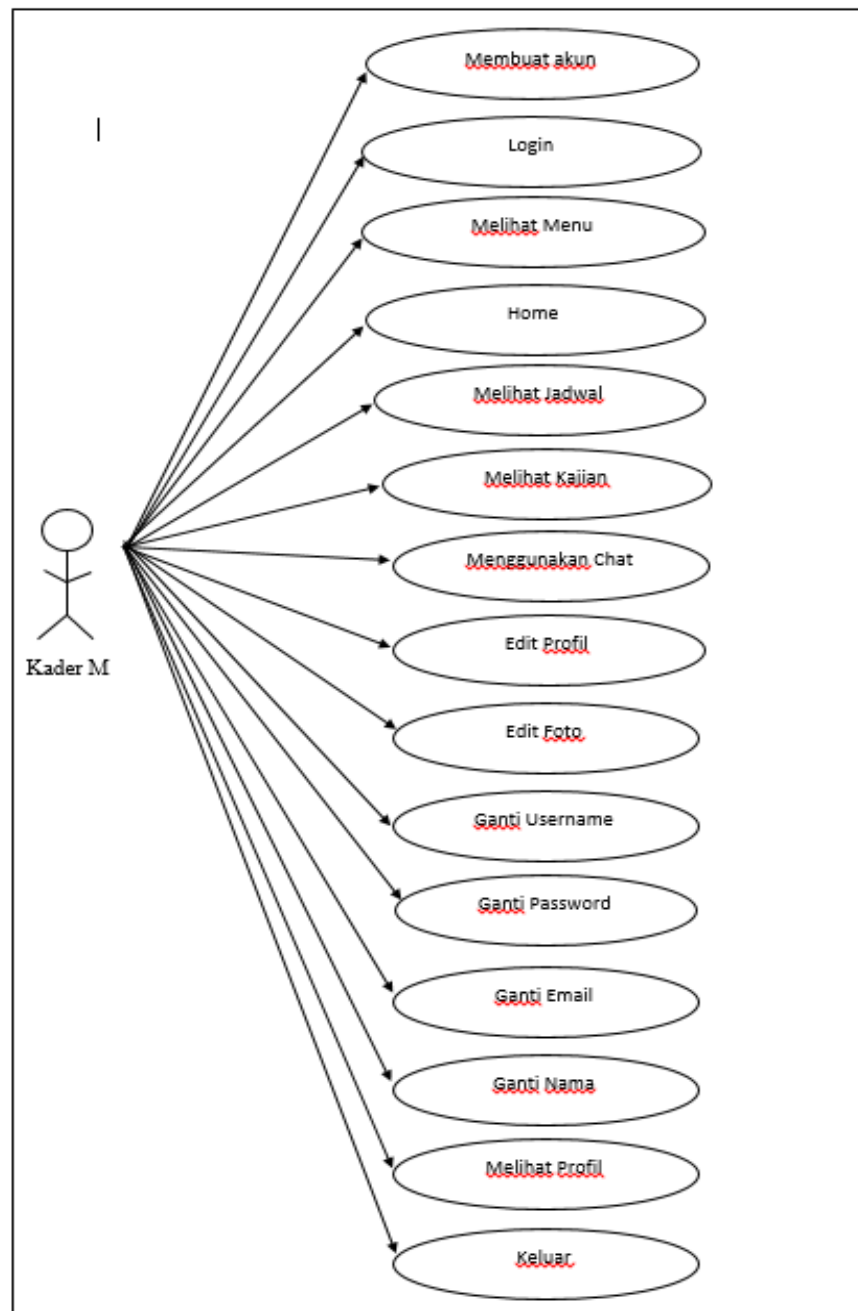 Membuat akun
Login
Melihat Menu
Home
Melihat Jadwal
Melihat Kajian
Menggunakan Chat
Edit Profil
Kader M
Edit Foto
Ganti Username
Ganti Password
Ganti Email
Ganti Nama
Melihat Profil
Keluar